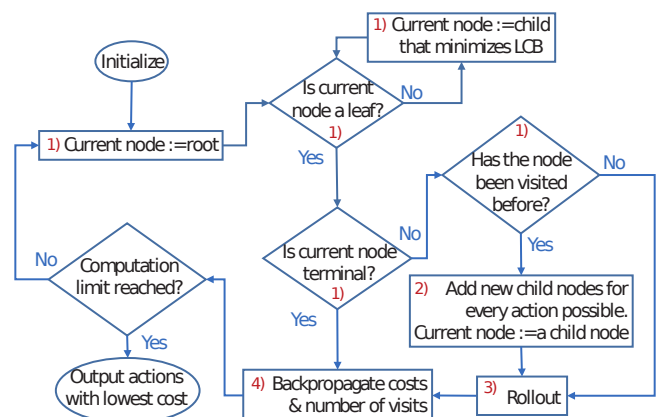 Initialize
1) Current node :=root
1) Current node :=child
that minimizes LCB
Is current
node a leaf?
1)
No
Yes
1)
Has the node
been visited
before?
No
Yes
Is current node
terminal?
1)
No
Yes
2) Add new child nodes for
every action possible.
Current node :=a child node
3) Rollout
4) Backpropagate costs
& number of visits
Computation
limit reached?
No
Yes
Output actions
with lowest cost